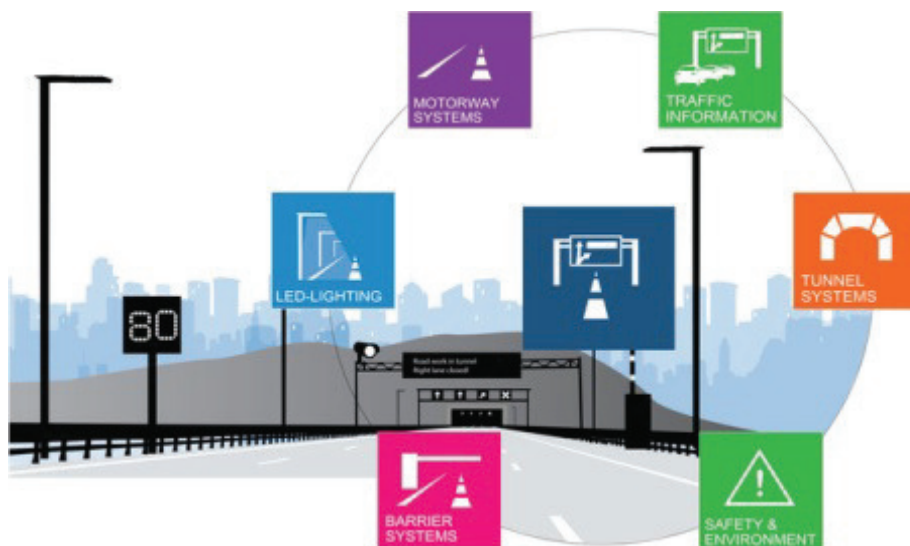 MOTORWAY
SYSTEMS
TRAFFIC
INFORMATION
LED-LIGHTING
TUNNEL
SYSTEMS
80
Road work in tunnel
Right lane closed!
BARRIER
SYSTEMS
SAFETY &
ENVIRONMENT